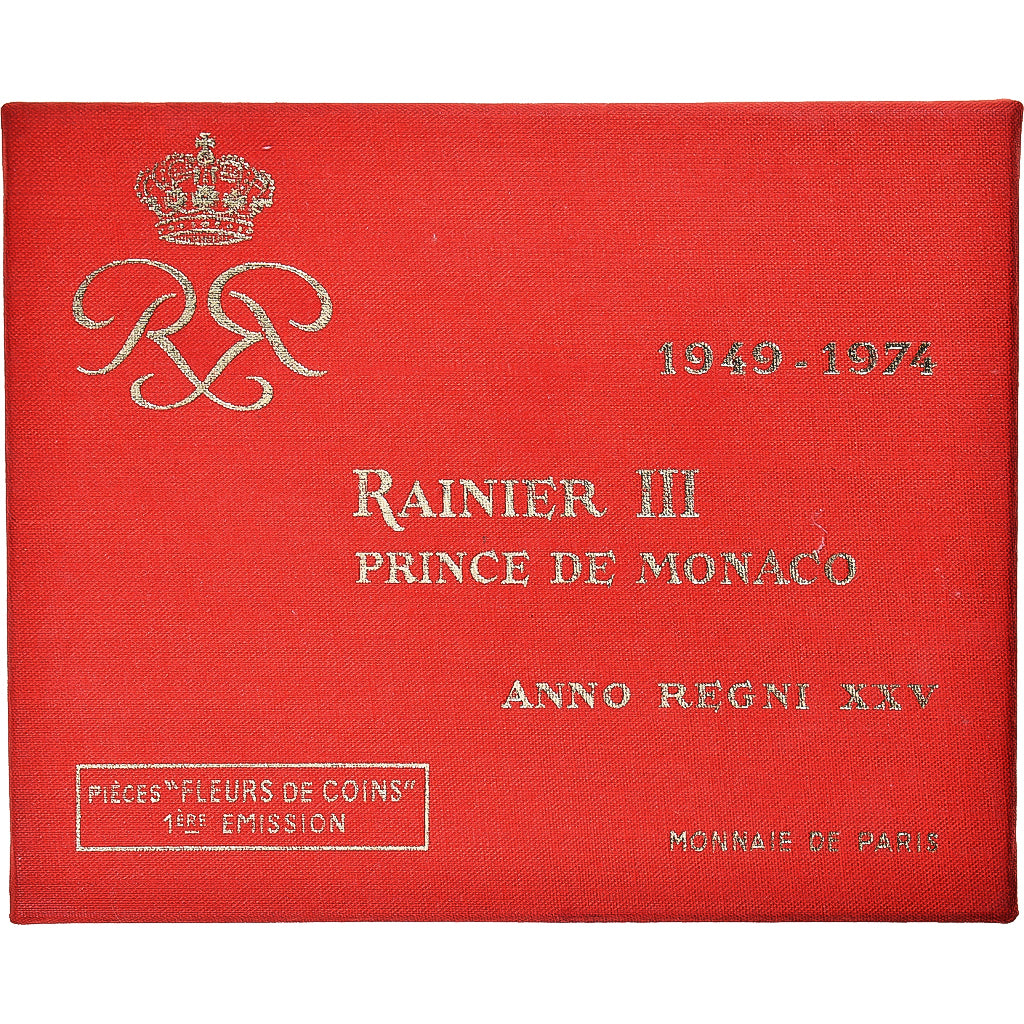 RR
1949 - 1974
RAINIER III
PRINCE DE MONACO
ANNO REGNI XXV
PIÈCES "FLEURS DE COINS"
1ÈRE EMISSION
MONNAIE DE PARIS